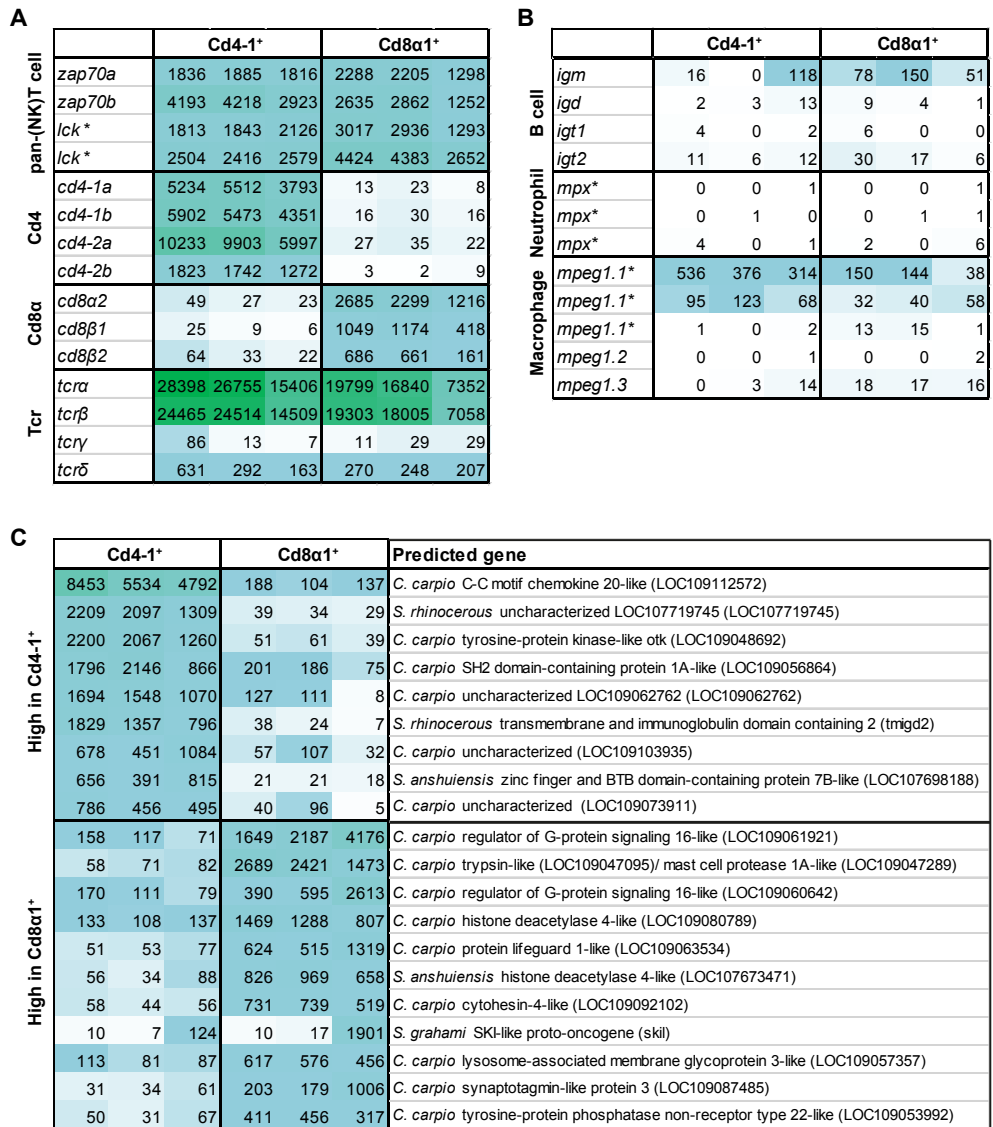 A
Cd4-1⁺ Cd8α1⁺
pan-(NK)T cell
zap70a 1836 1885 1816 2288 2205 1298
zap70b 4193 4218 2923 2635 2862 1252
lck* 1813 1843 2126 3017 2936 1293
lck* 2504 2416 2579 4424 4383 2652
Cd4
cd4-1a 5234 5512 3793 13 23 8
cd4-1b 5902 5473 4351 16 30 16
cd4-2a 10233 9903 5997 27 35 22
cd4-2b 1823 1742 1272 3 2 9
Cd8α
cd8α2 49 27 23 2685 2299 1216
cd8β1 25 9 6 1049 1174 418
cd8β2 64 33 22 686 661 161
Tcr
tcrα 28398 26755 15406 19799 16840 7352
tcrβ 24465 24514 14509 19303 18005 7058
tcrγ 86 13 7 11 29 29
tcrδ 631 292 163 270 248 207
B
Cd4-1⁺ Cd8α1⁺
B cell
igm 16 0 118 78 150 51
igd 2 3 13 9 4 1
igt1 4 0 2 6 0 0
igt2 11 6 12 30 17 6
Neutrophil
mpx* 0 0 1 0 0 1
mpx* 0 1 0 0 1 1
mpx* 4 0 1 2 0 6
Macrophage
mpeg1.1* 536 376 314 150 144 38
mpeg1.1* 95 123 68 32 40 58
mpeg1.1* 1 0 2 13 15 1
mpeg1.2 0 0 1 0 0 2
mpeg1.3 0 3 14 18 17 16
C
Cd4-1⁺ Cd8α1⁺ Predicted gene
High in Cd4-1⁺
8453 5534 4792 188 104 137 C. carpio C-C motif chemokine 20-like (LOC109112572)
2209 2097 1309 39 34 29 S. rhinocerous uncharacterized LOC107719745 (LOC107719745)
2200 2067 1260 51 61 39 C. carpio tyrosine-protein kinase-like otk (LOC109048692)
1796 2146 866 201 186 75 C. carpio SH2 domain-containing protein 1A-like (LOC109056864)
1694 1548 1070 127 111 8 C. carpio uncharacterized LOC109062762 (LOC109062762)
1829 1357 796 38 24 7 S. rhinocerous transmembrane and immunoglobulin domain containing 2 (tmigd2)
678 451 1084 57 107 32 C. carpio uncharacterized (LOC109103935)
656 391 815 21 21 18 S. anshuiensis zinc finger and BTB domain-containing protein 7B-like (LOC107698188)
786 456 495 40 96 5 C. carpio uncharacterized (LOC109073911)
High in Cd8α1⁺
158 117 71 1649 2187 4176 C. carpio regulator of G-protein signaling 16-like (LOC109061921)
58 71 82 2689 2421 1473 C. carpio trypsin-like (LOC109047095)/ mast cell protease 1A-like (LOC109047289)
170 111 79 390 595 2613 C. carpio regulator of G-protein signaling 16-like (LOC109060642)
133 108 137 1469 1288 807 C. carpio histone deacetylase 4-like (LOC109080789)
51 53 77 624 515 1319 C. carpio protein lifeguard 1-like (LOC109063534)
56 34 88 826 969 658 S. anshuiensis histone deacetylase 4-like (LOC107673471)
58 44 56 731 739 519 C. carpio cytohesin-4-like (LOC109092102)
10 7 124 10 17 1901 S. grahami SKI-like proto-oncogene (skil)
113 81 87 617 576 456 C. carpio lysosome-associated membrane glycoprotein 3-like (LOC109057357)
31 34 61 203 179 1006 C. carpio synaptotagmin-like protein 3 (LOC109087485)
50 31 67 411 456 317 C. carpio tyrosine-protein phosphatase non-receptor type 22-like (LOC109053992)